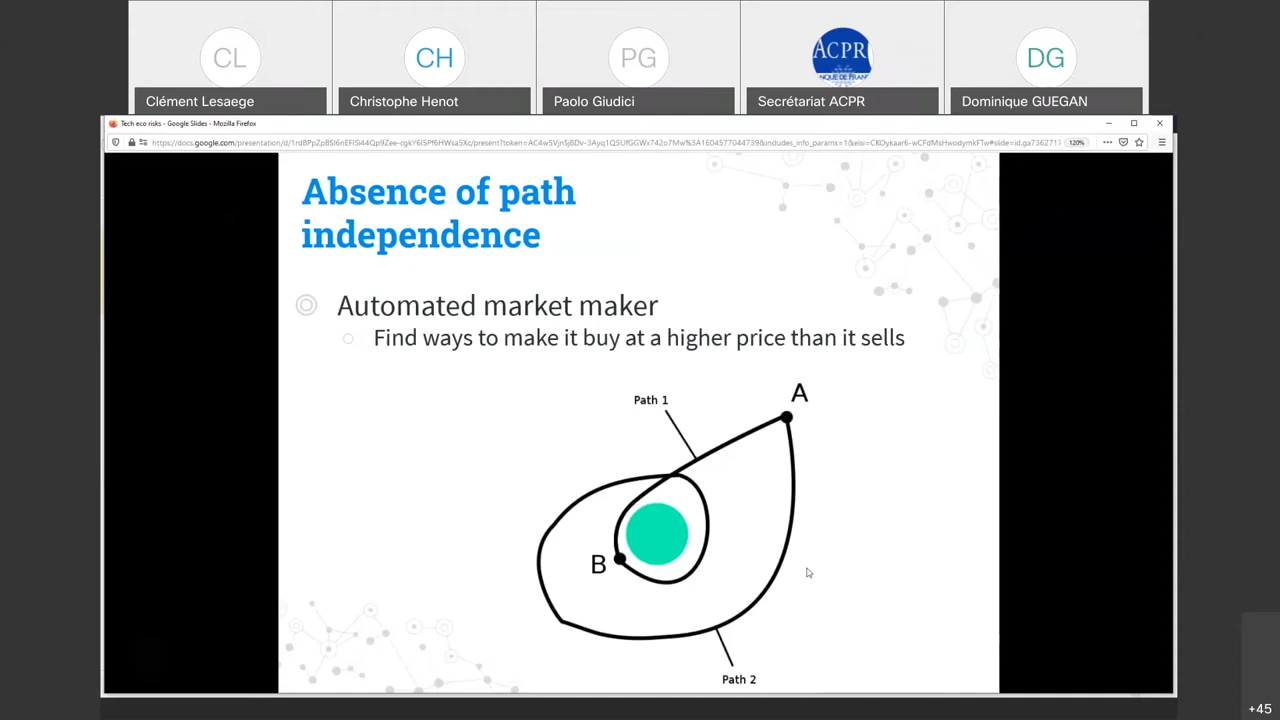 CL
CH
PG
ACPR
DG
Clément Lesaege
Christophe Henot
Paolo Giudici
Secrétariat ACPR
Dominique GUEGAN
Tech eco risks - Google Slides - Mozilla Firefox
120%
Absence of path
independence
Automated market maker
Find ways to make it buy at a higher price than it sells
A
Path 1
B
Path 2
+45